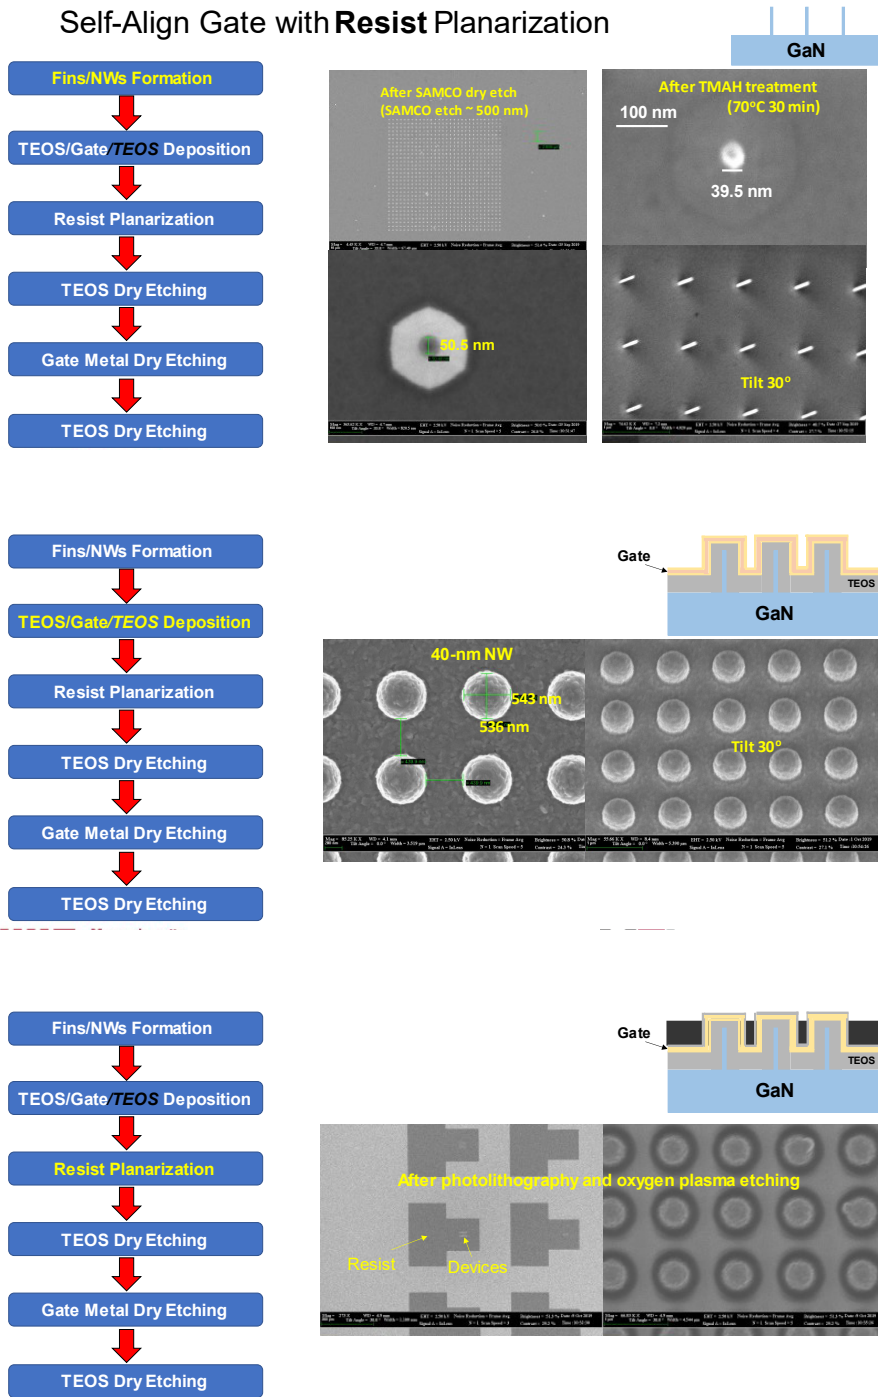 Self-Align Gate with Resist Planarization
GaN
Fins/NWs Formation
TEOS/Gate/TEOS Deposition
Resist Planarization
TEOS Dry Etching
Gate Metal Dry Etching
TEOS Dry Etching
After SAMCO dry etch
(SAMCO etch ~ 500 nm)
After TMAH treatment
(70°C 30 min)
100 nm
39.5 nm
50.5 nm
Tilt 30°
Fins/NWs Formation
TEOS/Gate/TEOS Deposition
Resist Planarization
TEOS Dry Etching
Gate Metal Dry Etching
TEOS Dry Etching
Gate
TEOS
GaN
40-nm NW
543 nm
536 nm
Tilt 30°
Fins/NWs Formation
TEOS/Gate/TEOS Deposition
Resist Planarization
TEOS Dry Etching
Gate Metal Dry Etching
TEOS Dry Etching
Gate
TEOS
GaN
After photolithography and oxygen plasma etching
Resist
Devices